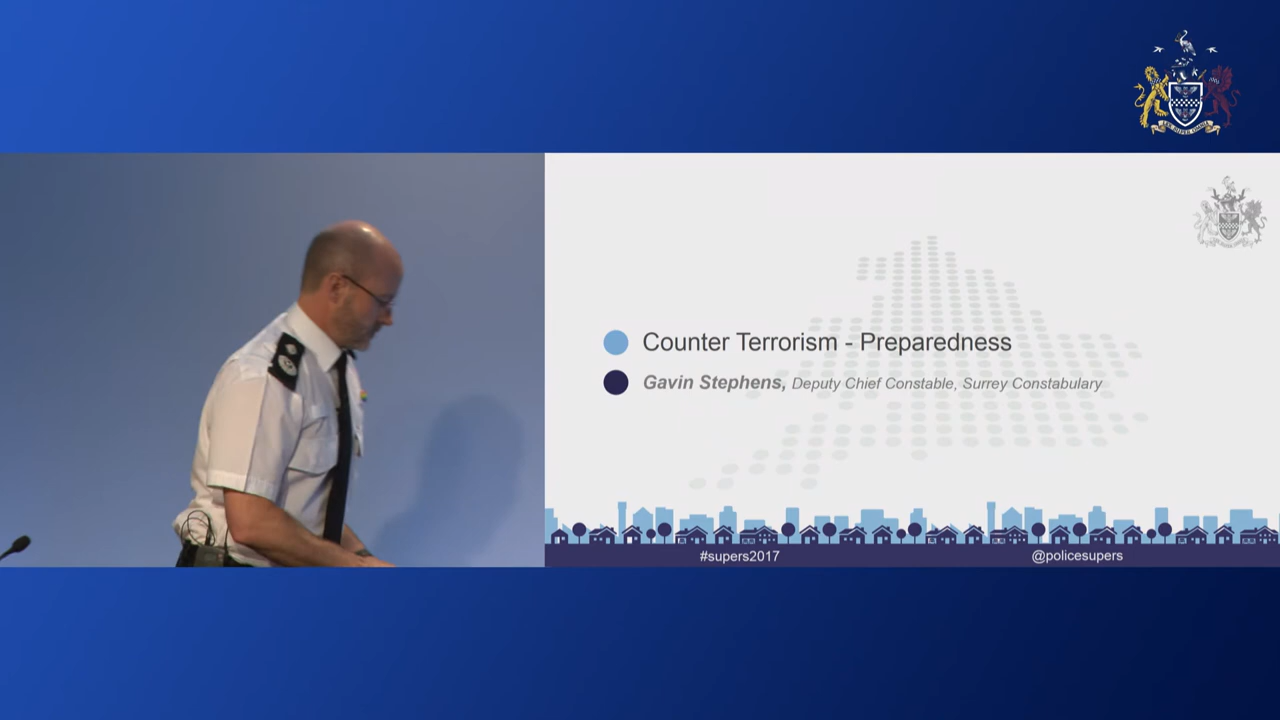 Counter Terrorism - Preparedness
Gavin Stephens, Deputy Chief Constable, Surrey Constabulary
#supers2017
@policesupers